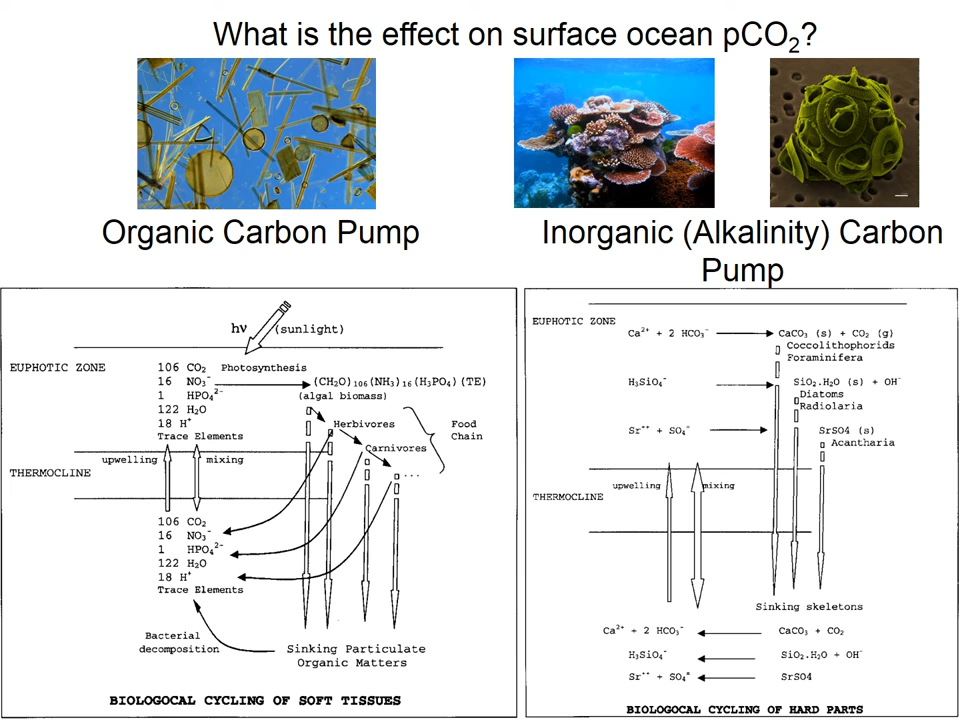 What is the effect on surface ocean pCO₂?
Organic Carbon Pump
Inorganic (Alkalinity) Carbon
Pump
hν (sunlight)
EUPHOTIC ZONE
106 CO₂ Photosynthesis
16 NO₃⁻ (CH₂O)₁₀₆(NH₃)₁₆(H₃PO₄)(TE)
1 HPO₄²⁻ (algal biomass)
122 H₂O
18 H⁺
Trace Elements
Herbivores
Carnivores
...
Food
Chain
upwelling mixing
THERMOCLINE
106 CO₂
16 NO₃⁻
1 HPO₄²⁻
122 H₂O
18 H⁺
Trace Elements
Bacterial
decomposition
Sinking Particulate
Organic Matters
BIOLOGOCAL CYCLING OF SOFT TISSUES
EUPHOTIC ZONE
Ca²⁺ + 2 HCO₃⁻ CaCO₃ (s) + CO₂ (g)
Coccolithophorids
Foraminifera
H₃SiO₄⁻ SiO₂.H₂O (s) + OH⁻
Diatoms
Radiolaria
Sr⁺⁺ + SO₄⁼ SrSO4 (s)
Acantharia
upwelling mixing
THERMOCLINE
Sinking skeletons
Ca²⁺ + 2 HCO₃⁻ CaCO₃ + CO₂
H₃SiO₄⁻ SiO₂.H₂O + OH⁻
Sr⁺⁺ + SO₄⁼ SrSO4
BIOLOGOCAL CYCLING OF HARD PARTS